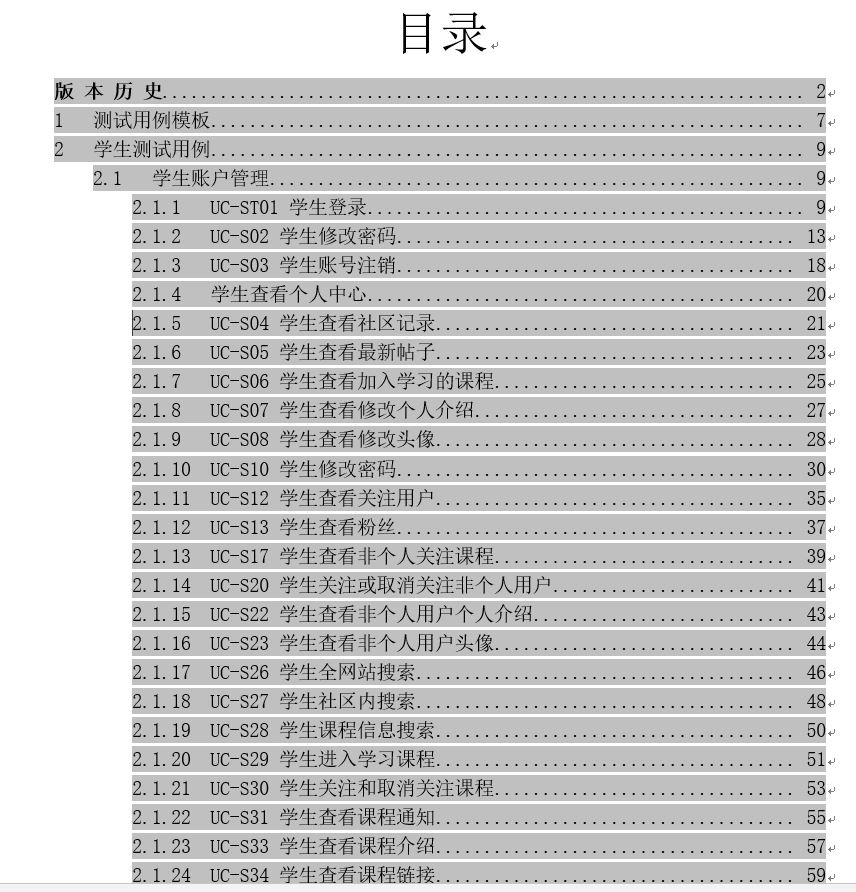 目录
版 本 历 史 2
1 测试用例模板 7
2 学生测试用例 9
2.1 学生账户管理 9
2.1.1 UC-ST01 学生登录 9
2.1.2 UC-S02 学生修改密码 13
2.1.3 UC-S03 学生账号注销 18
2.1.4 学生查看个人中心 20
2.1.5 UC-S04 学生查看社区记录 21
2.1.6 UC-S05 学生查看最新帖子 23
2.1.7 UC-S06 学生查看加入学习的课程 25
2.1.8 UC-S07 学生查看修改个人介绍 27
2.1.9 UC-S08 学生查看修改头像 28
2.1.10 UC-S10 学生修改密码 30
2.1.11 UC-S12 学生查看关注用户 35
2.1.12 UC-S13 学生查看粉丝 37
2.1.13 UC-S17 学生查看非个人关注课程 39
2.1.14 UC-S20 学生关注或取消关注非个人用户 41
2.1.15 UC-S22 学生查看非个人用户个人介绍 43
2.1.16 UC-S23 学生查看非个人用户头像 44
2.1.17 UC-S26 学生全网站搜索 46
2.1.18 UC-S27 学生社区内搜索 48
2.1.19 UC-S28 学生课程信息搜索 50
2.1.20 UC-S29 学生进入学习课程 51
2.1.21 UC-S30 学生关注和取消关注课程 53
2.1.22 UC-S31 学生查看课程通知 55
2.1.23 UC-S33 学生查看课程介绍 57
2.1.24 UC-S34 学生查看课程链接 59